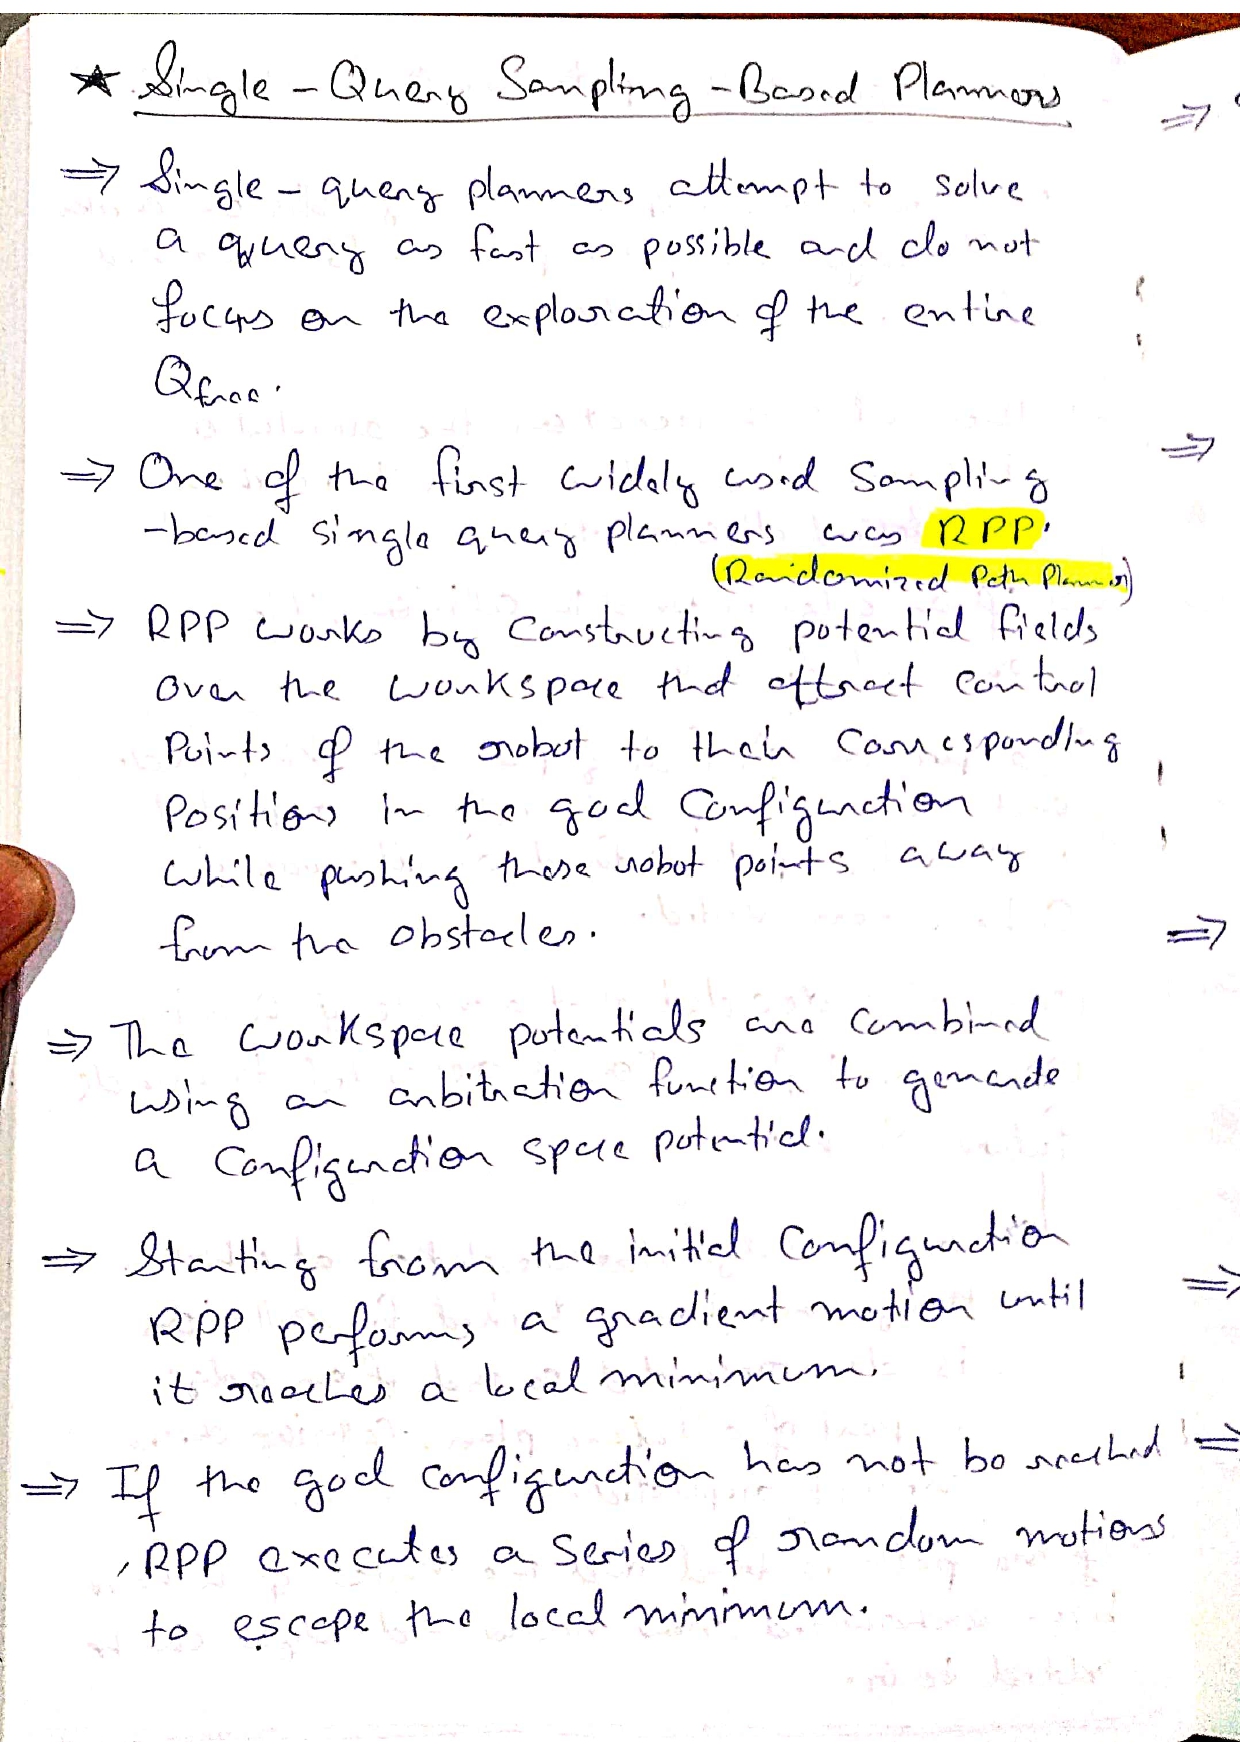 ★ Single-Query Sampling-Based Planners
⇒ Single-query planners attempt to solve
a query as fast as possible and do not
focus on the exploration of the entire
Qfree.
⇒ One of the first widely used Sampling
-based single query planners was RPP.
(Randomized Path Planner)
⇒ RPP works by Constructing potential fields
over the workspace that attract control
Points of the robot to their Corresponding
Positions in the goal Configuration
while pushing these robot points away
from the obstacles.
⇒ The workspace potentials are combined
using an arbitration function to generate
a Configuration space potential.
⇒ Starting from the initial Configuration
RPP performs a gradient motion until
it reaches a local minimum.
⇒ If the goal configuration has not be reached
, RPP executes a series of random motions
to escape the local minimum.
⇒
⇒
⇒
⇒
⇒